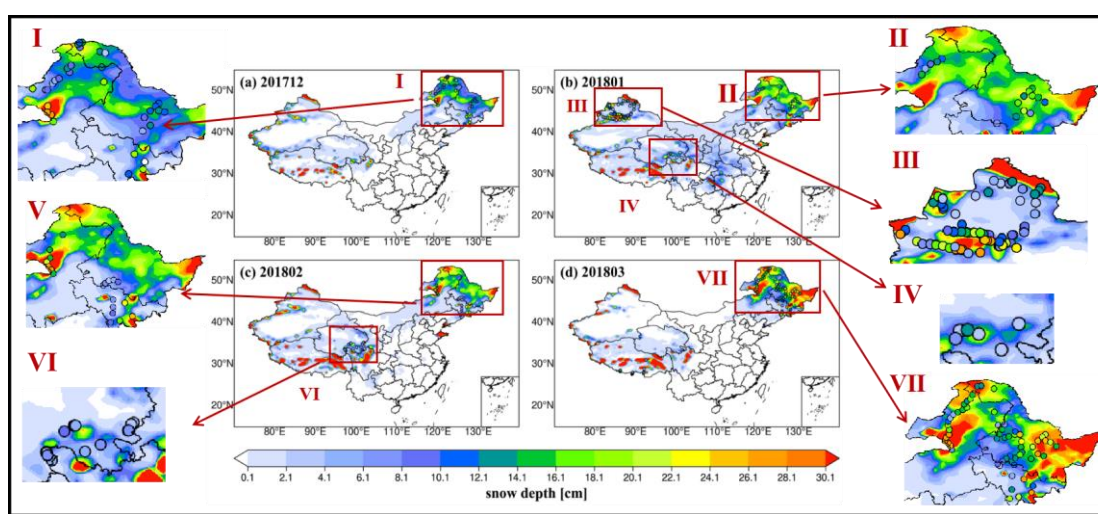 I
II
(a) 201712
I
(b) 201801
II
III
IV
50°N
40°N
30°N
20°N
80°E 90°E 100°E 110°E 120°E 130°E
50°N
40°N
30°N
20°N
80°E 90°E 100°E 110°E 120°E 130°E
III
V
IV
(c) 201802
VI
(d) 201803
VII
50°N
40°N
30°N
20°N
80°E 90°E 100°E 110°E 120°E 130°E
50°N
40°N
30°N
20°N
80°E 90°E 100°E 110°E 120°E 130°E
VI
VII
0.1 2.1 4.1 6.1 8.1 10.1 12.1 14.1 16.1 18.1 20.1 22.1 24.1 26.1 28.1 30.1
snow depth [cm]